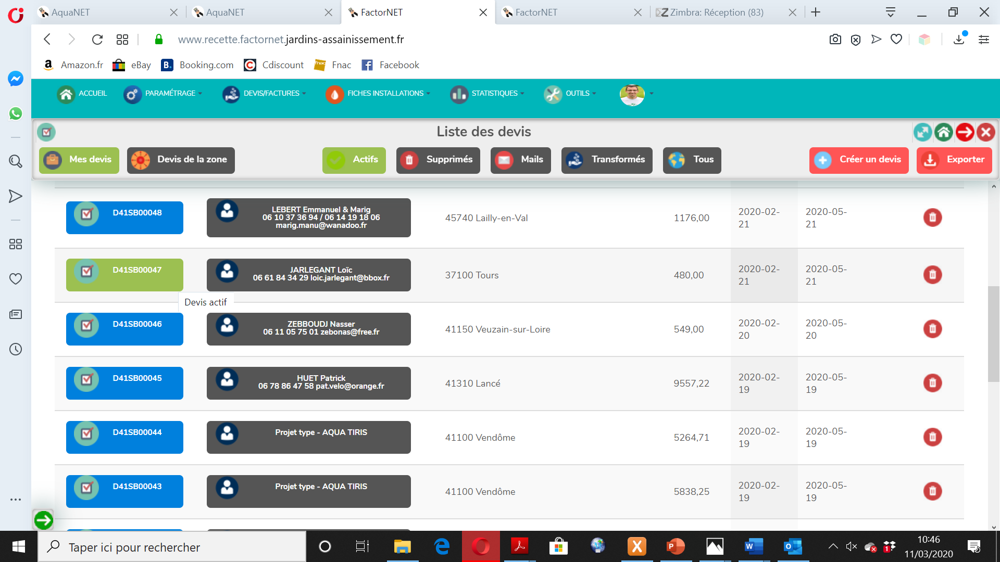 AquaNET
AquaNET
FactorNET
FactorNET
Zimbra: Réception (83)
www.recette.factornet.jardins-assainissement.fr
Amazon.fr
eBay
Booking.com
Cdiscount
Fnac
Facebook
ACCUEIL
PARAMÉTRAGE
DEVIS/FACTURES
FICHES INSTALLATIONS
STATISTIQUES
OUTILS
Liste des devis
Mes devis
Devis de la zone
Actifs
Supprimés
Mails
Transformés
Tous
Créer un devis
Exporter
D41SB00048
LEBERT Emmanuel & Marig
06 10 37 36 94 / 06 14 19 18 06
marig.manu@wanadoo.fr
45740 Lailly-en-Val
1176,00
2020-02-
21
2020-05-
21
D41SB00047
JARLEGANT Loïc
06 61 84 34 29 loic.jarlegant@bbox.fr
37100 Tours
480,00
2020-02-
21
2020-05-
21
Devis actif
D41SB00046
ZEBBOUDJ Nasser
06 11 05 75 01 zebonas@free.fr
41150 Veuzain-sur-Loire
549,00
2020-02-
20
2020-05-
20
D41SB00045
HUET Patrick
06 78 86 47 58 pat.velo@orange.fr
41310 Lancé
9557,22
2020-02-
19
2020-05-
19
D41SB00044
Projet type - AQUA TIRIS
41100 Vendôme
5264,71
2020-02-
19
2020-05-
19
D41SB00043
Projet type - AQUA TIRIS
41100 Vendôme
5838,25
2020-02-
19
2020-05-
19
Taper ici pour rechercher
10:46
11/03/2020